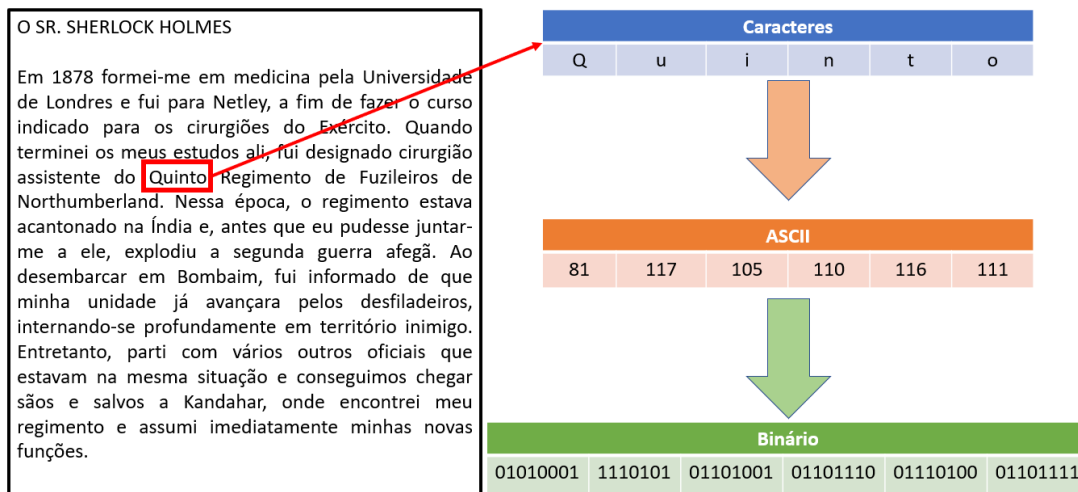 O SR. SHERLOCK HOLMES
Em 1878 formei-me em medicina pela Universidade
de Londres e fui para Netley, a fim de fazer o curso
indicado para os cirurgiões do Exército. Quando
terminei os meus estudos ali, fui designado cirurgião
assistente do Quinto Regimento de Fuzileiros de
Northumberland. Nessa época, o regimento estava
acantonado na Índia e, antes que eu pudesse juntar-
me a ele, explodiu a segunda guerra afegã. Ao
desembarcar em Bombaim, fui informado de que
minha unidade já avançara pelos desfiladeiros,
internando-se profundamente em território inimigo.
Entretanto, parti com vários outros oficiais que
estavam na mesma situação e conseguimos chegar
sãos e salvos a Kandahar, onde encontrei meu
regimento e assumi imediatamente minhas novas
funções.
Caracteres
Q u i n t o
ASCII
81 117 105 110 116 111
Binário
01010001 1110101 01101001 01101110 01110100 01101111